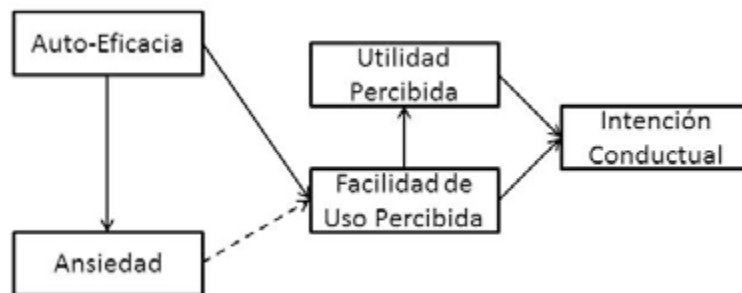 Auto-Eficacia
Utilidad
Percibida
Intención
Conductual
Facilidad de
Uso Percibida
Ansiedad